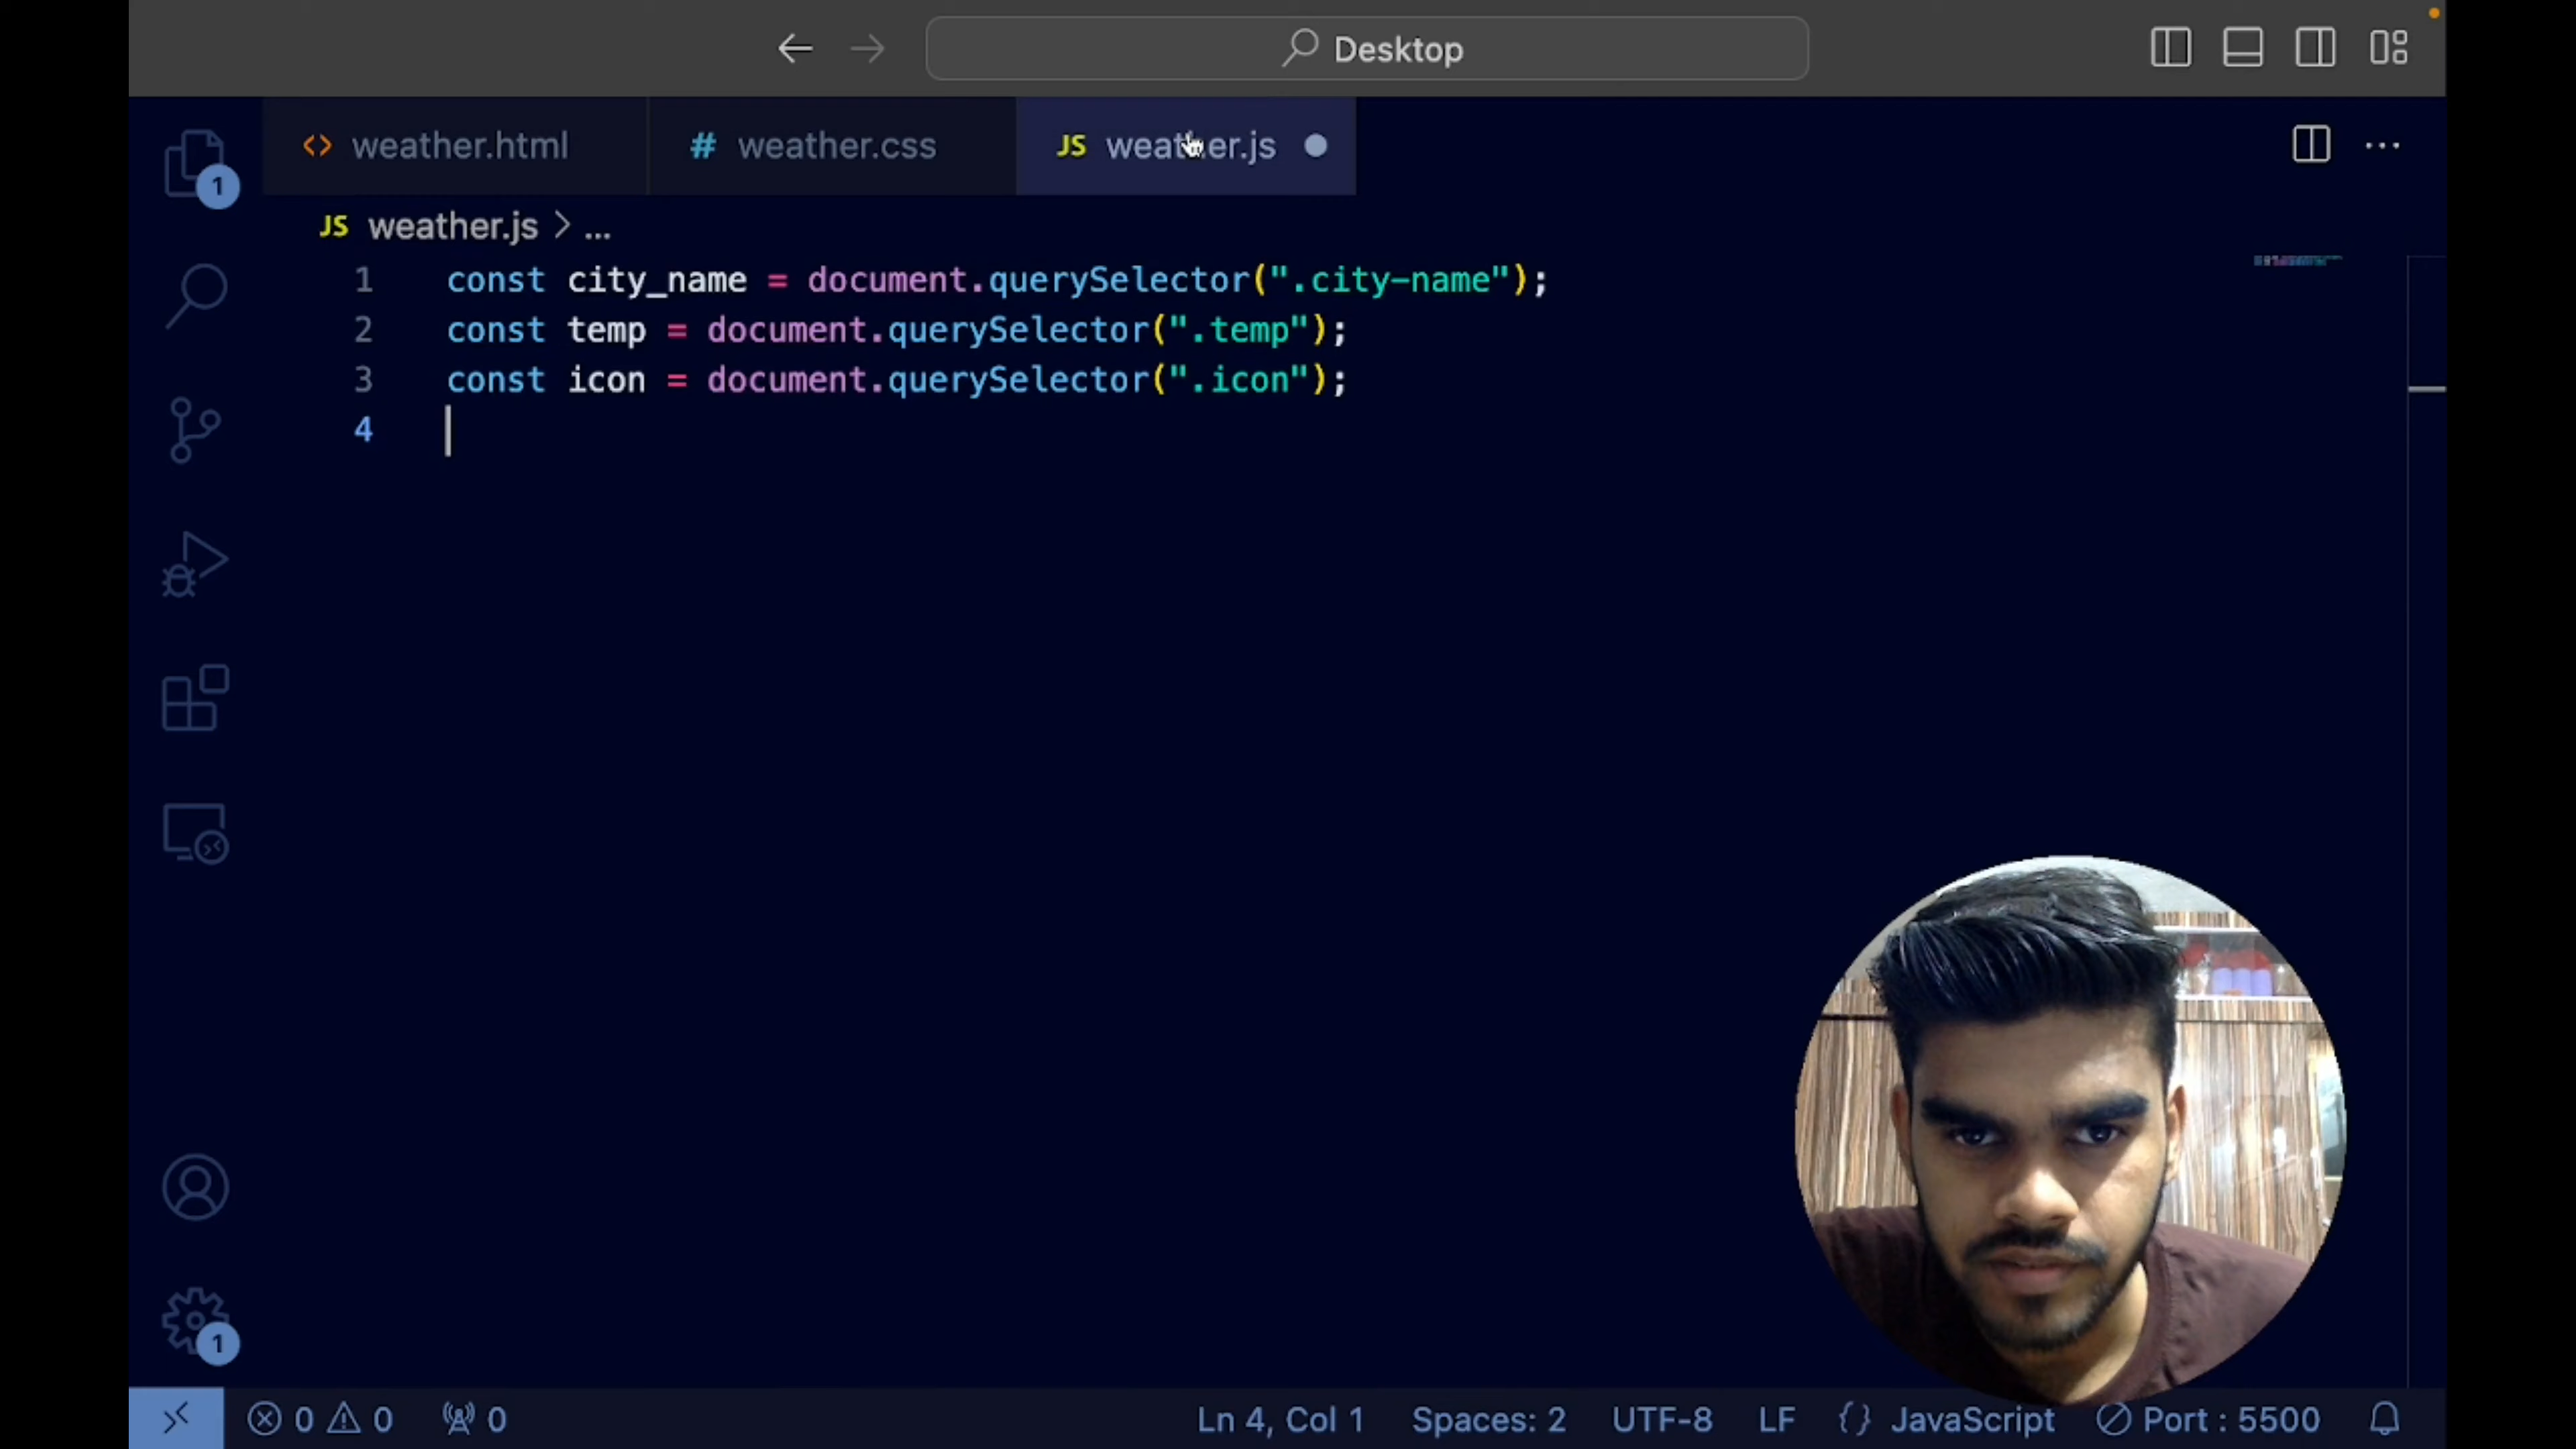 Desktop
weather.html
weather.css
JS weather.js
JS weather.js > ...
1 const city_name = document.querySelector(".city-name");
2 const temp = document.querySelector(".temp");
3 const icon = document.querySelector(".icon");
4
1
1
0 0 0 Ln 4, Col 1 Spaces: 2 UTF-8 LF {} JavaScript Port : 5500